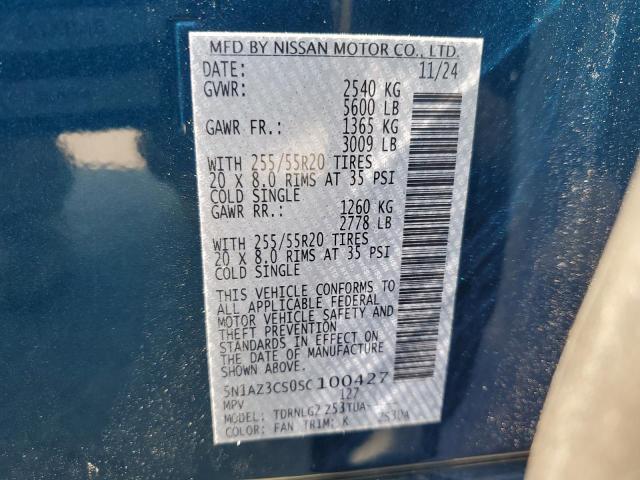 MFD BY NISSAN MOTOR CO., LTD.
DATE: 11/24
GVWR: 2540 KG
5600 LB
GAWR FR.: 1365 KG
3009 LB
WITH 255/55R20 TIRES
20 X 8.0 RIMS AT 35 PSI
COLD SINGLE
GAWR RR.: 1260 KG
2778 LB
WITH 255/55R20 TIRES
20 X 8.0 RIMS AT 35 PSI
COLD SINGLE
THIS VEHICLE CONFORMS TO
ALL APPLICABLE FEDERAL
MOTOR VEHICLE SAFETY AND
THEFT PREVENTION
STANDARDS IN EFFECT ON
THE DATE OF MANUFACTURE
5N1AZ3CS0SC100427
MPV 127
MODEL: TDRNLGZ Z53TUA-
COLOR: FAN TRIM: K Z53UA